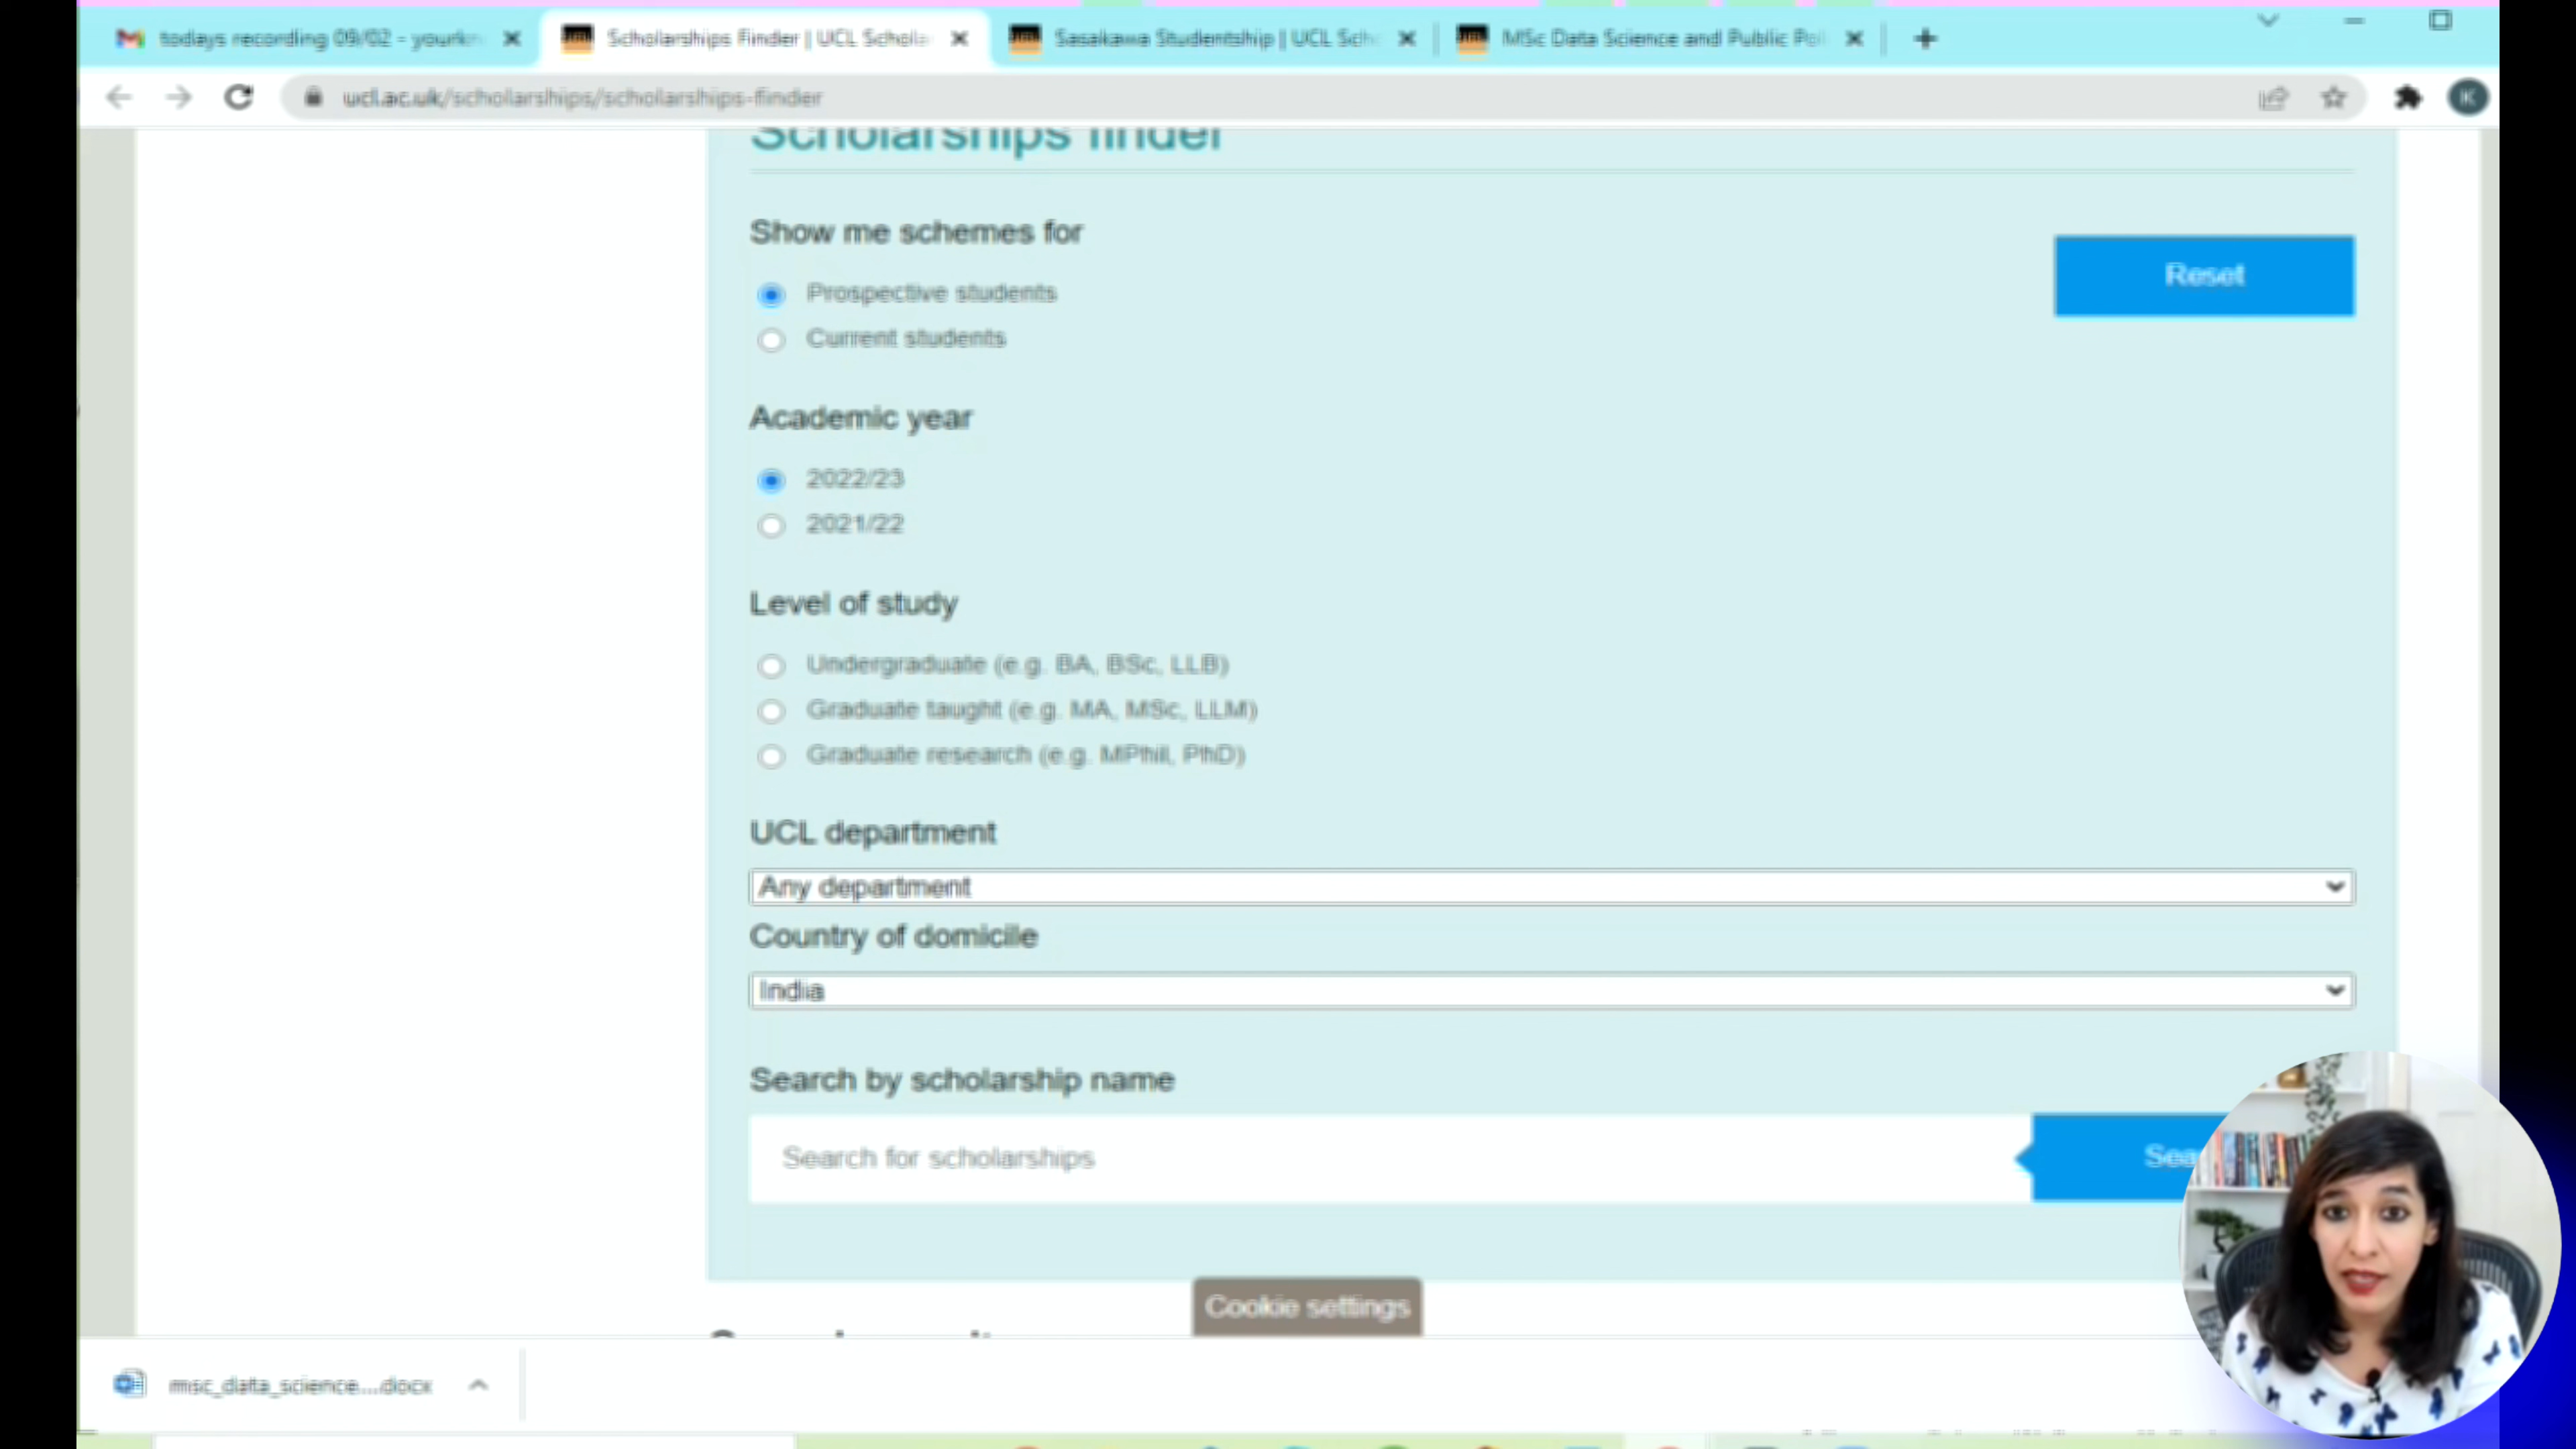 todays recording 09/02 - yourkn
Scholarships Finder | UCL Schola
Sasakawa Studentship | UCL Scho
MSc Data Science and Public Pol
ucl.ac.uk/scholarships/scholarships-finder
K
Scholarships finder
Show me schemes for
Reset
Prospective students
Current students
Academic year
2022/23
2021/22
Level of study
Undergraduate (e.g. BA, BSc, LLB)
Graduate taught (e.g. MA, MSc, LLM)
Graduate research (e.g. MPhil, PhD)
UCL department
Any department
Country of domicile
India
Search by scholarship name
Search for scholarships
Sea
Cookie settings
msc_data_science....docx